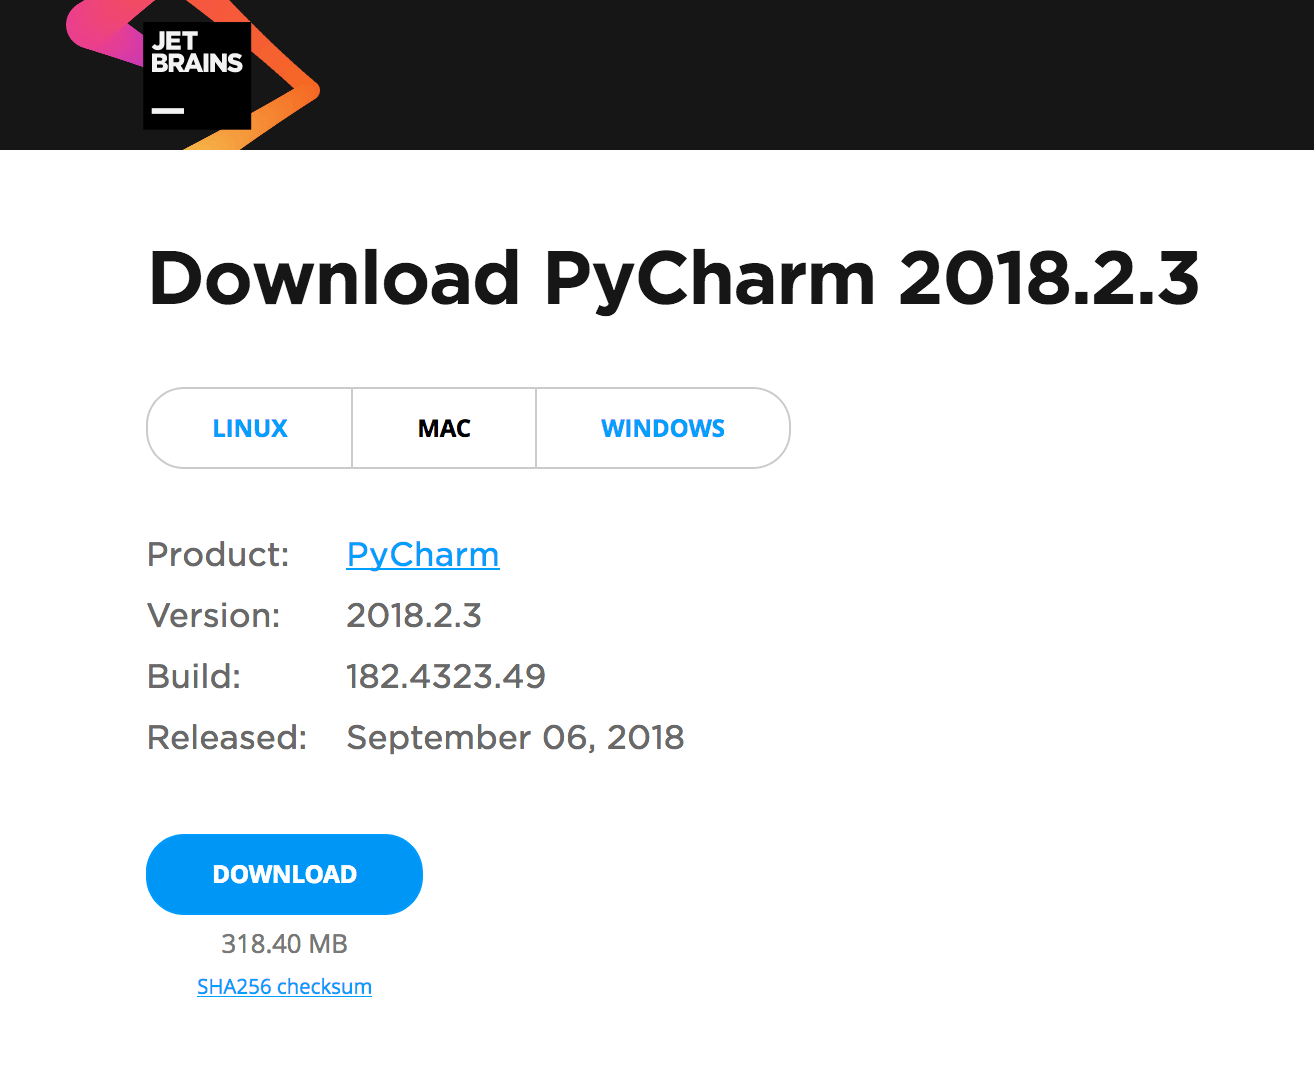 JET
BRAINS
Download PyCharm 2018.2.3
LINUX MAC WINDOWS
Product: PyCharm
Version: 2018.2.3
Build: 182.4323.49
Released: September 06, 2018
DOWNLOAD
318.40 MB
SHA256 checksum